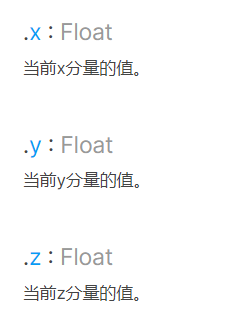 .x : Float
当前x分量的值。
.y : Float
当前y分量的值。
.z : Float
当前z分量的值。